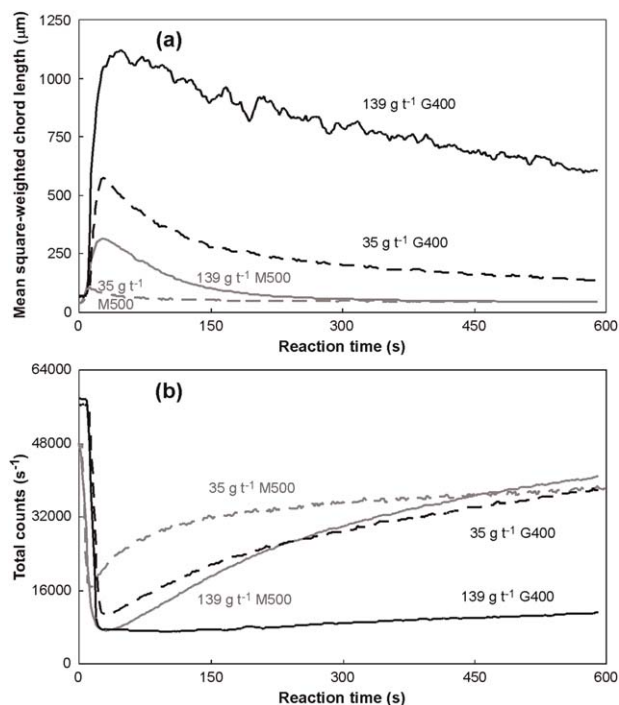 (a)
Mean square-weighted chord length (μm)
1250
1000
750
500
250
0
139 g t⁻¹ G400
35 g t⁻¹ G400
139 g t⁻¹ M500
35 g t⁻¹
M500
0 150 300 450 600
Reaction time (s)
(b)
Total counts (s⁻¹)
64000
48000
32000
16000
0
35 g t⁻¹ M500
35 g t⁻¹ G400
139 g t⁻¹ M500
139 g t⁻¹ G400
0 150 300 450 600
Reaction time (s)